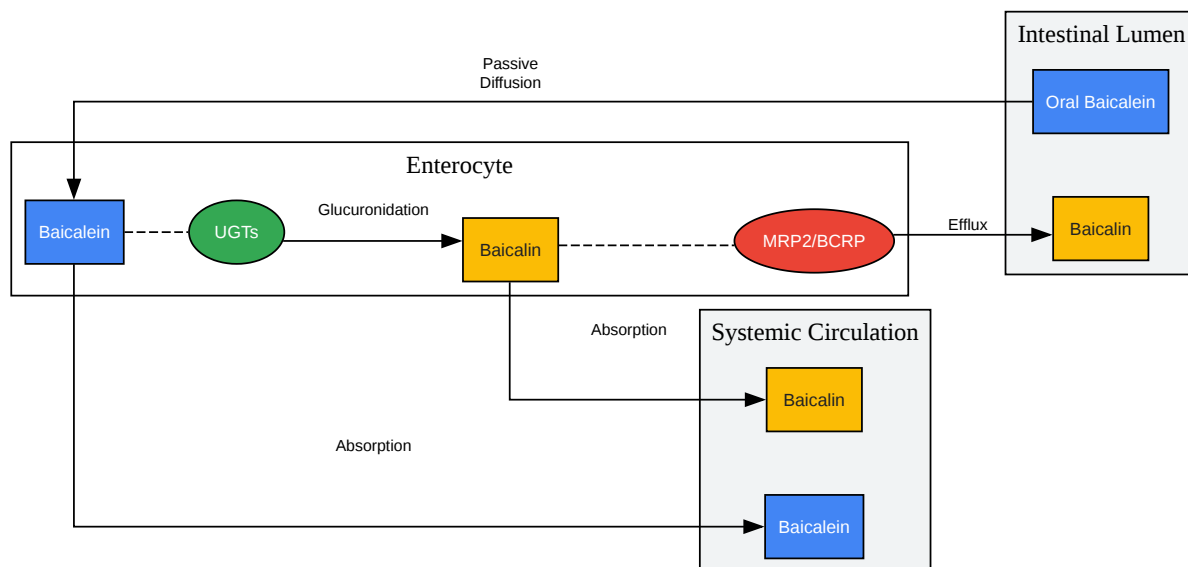 Intestinal Lumen
Passive
Diffusion
Oral Baicalein
Enterocyte
Baicalein
UGTs
Glucuronidation
Baicalin
MRP2/BCRP
Efflux
Baicalin
Absorption
Systemic Circulation
Baicalin
Absorption
Baicalein